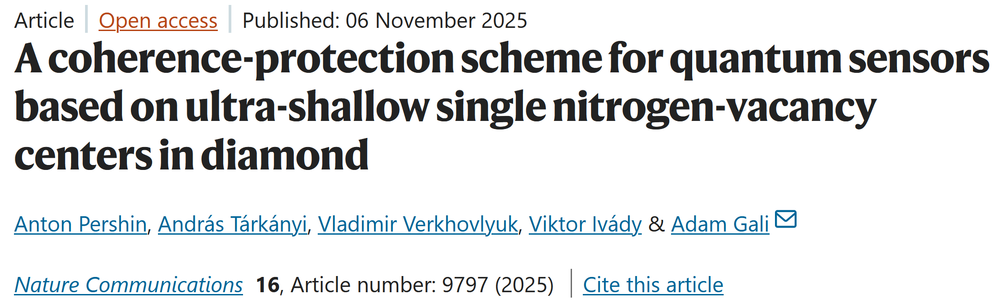 Article | Open access | Published: 06 November 2025
A coherence-protection scheme for quantum sensors
based on ultra-shallow single nitrogen-vacancy
centers in diamond
Anton Pershin, András Tárkányi, Vladimir Verkhovlyuk, Viktor Ivády & Adam Gali
Nature Communications 16, Article number: 9797 (2025) | Cite this article